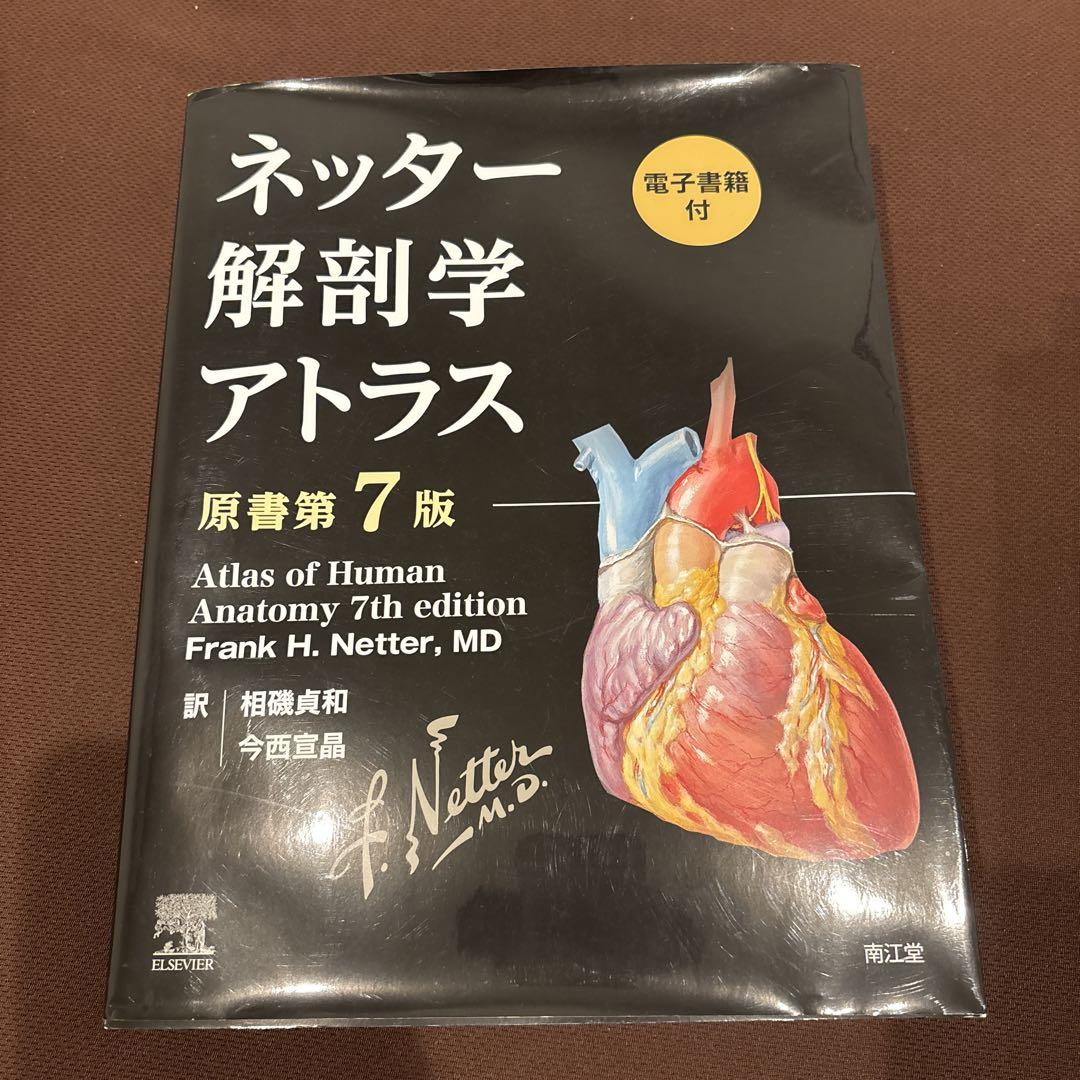 ネッター
解剖学
アトラス
電子書籍
付
原書第7版
Atlas of Human
Anatomy 7th edition
Frank H. Netter, MD
訳
相磯貞和
今西宣晶
f. Netter
M.D.
ELSEVIER
南江堂